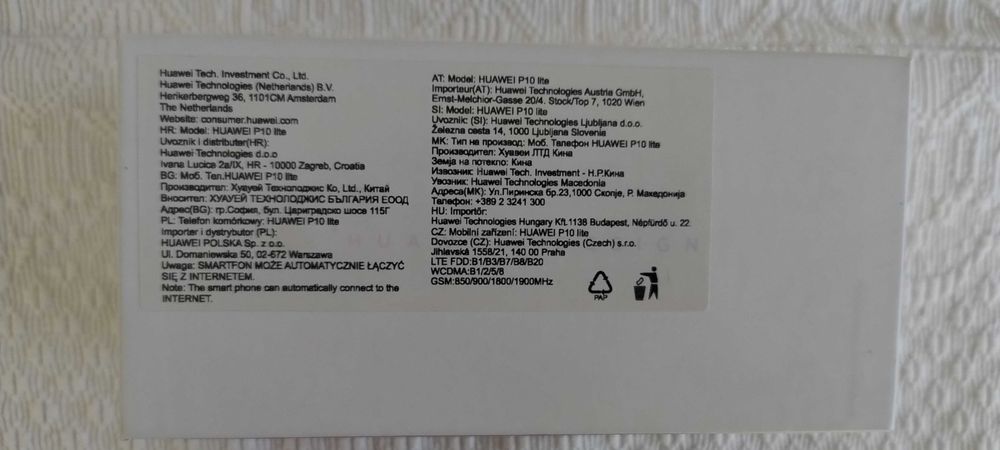 Huawei Tech. Investment Co., Ltd.
Huawei Technologies (Netherlands) B.V.
Herikerbergweg 36, 1101CM Amsterdam
The Netherlands
Website: consumer.huawei.com
HR: Model: HUAWEI P10 lite
Uvoznik i distributer(HR):
Huawei Technologies d.o.o
Ivana Lucica 2a/IX, HR - 10000 Zagreb, Croatia
BG: Моб. Тел.HUAWEI P10 lite
Производител: Хуауей Технолоджис Ко, Ltd., Китай
Вносител: ХУАУЕЙ ТЕХНОЛОДЖИС БЪЛГАРИЯ ЕООД
Адрес(BG): гр.София, бул. Цариградско шосе 115Г
PL: Telefon komórkowy: HUAWEI P10 lite
Importer i dystrybutor (PL):
HUAWEI POLSKA Sp. z o.o.
Ul. Domaniewska 50, 02-672 Warszawa
Uwaga: SMARTFON MOŻE AUTOMATYCZNIE ŁĄCZYĆ
SIĘ Z INTERNETEM.
Note: The smart phone can automatically connect to the
INTERNET.
AT: Model: HUAWEI P10 lite
Importeur(AT): Huawei Technologies Austria GmbH,
Ernst-Melchior-Gasse 20/4. Stock/Top 7, 1020 Wien
SI: Model: HUAWEI P10 lite
Uvoznik: (SI): Huawei Technologies Ljubljana d.o.o.
Železna cesta 14, 1000 Ljubljana Slovenia
MK: Тип на производ: Моб. Телефон HUAWEI P10 lite
Производител: Хуавеи ЛТД Кина
Земја на потекло: Кина
Извозник: Huawei Tech. Investment - Н.Р.Кина
Увозник: Huawei Technologies Macedonia
Адреса(MK): Ул.Пиринска бр.23,1000 Скопје, Р. Македонија
Телефон: +389 2 3241 300
HU: Importőr:
Huawei Technologies Hungary Kft.1138 Budapest, Népfürdő u. 22
CZ: Mobilní zařízení: HUAWEI P10 lite
Dovozce (CZ): Huawei Technologies (Czech) s.r.o.
Jihlavská 1558/21, 140 00 Praha
LTE FDD:B1/B3/B7/B8/B20
WCDMA:B1/2/5/8
GSM:850/900/1800/1900MHz
PAP